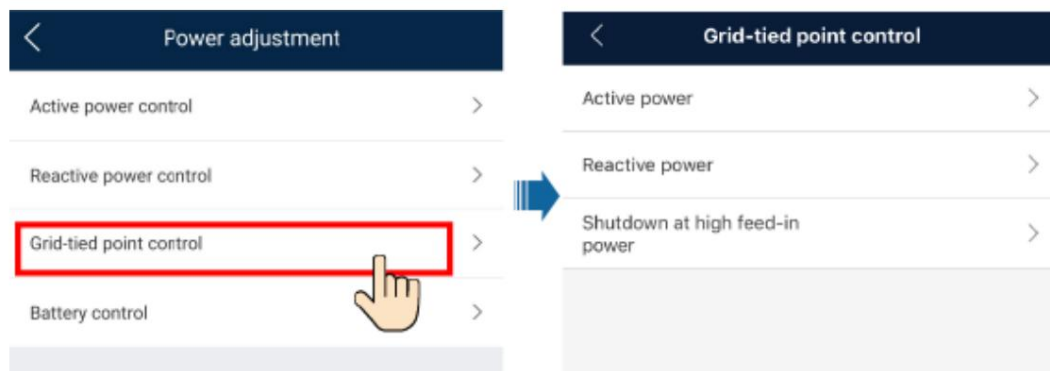 Power adjustment
Active power control
Reactive power control
Grid-tied point control
Battery control
Grid-tied point control
Active power
Reactive power
Shutdown at high feed-in
power